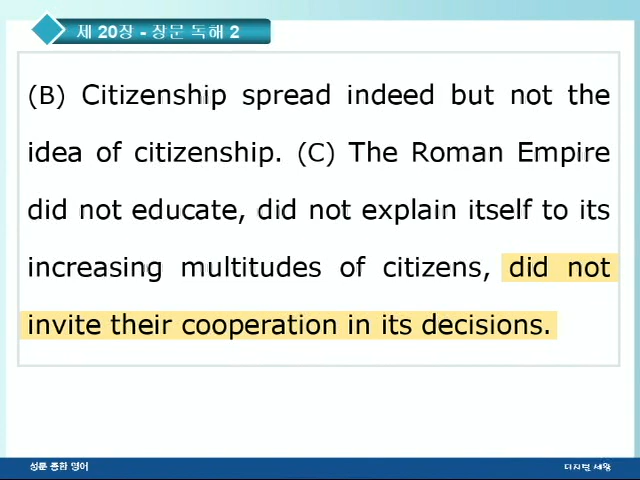 제 20장 - 장문 독해 2
(B) Citizenship spread indeed but not the
idea of citizenship. (C) The Roman Empire
did not educate, did not explain itself to its
increasing multitudes of citizens, did not
invite their cooperation in its decisions.
성문 종합 영어
디지털 세왕